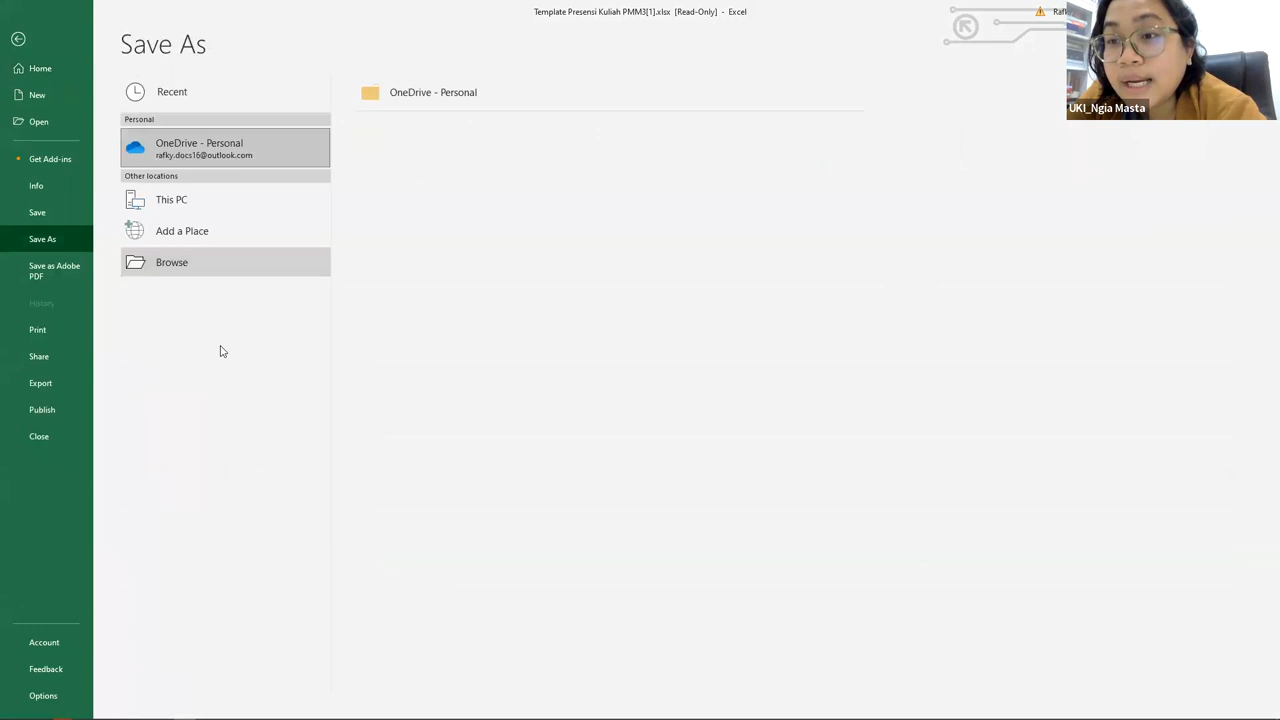 Template Presensi Kuliah PMM3[1].xlsx [Read-Only] - Excel
Save As
Home
New
Open
Get Add-ins
Info
Save
Save As
Save as Adobe
PDF
History
Print
Share
Export
Publish
Close
Account
Feedback
Options
Recent
Personal
OneDrive - Personal
rafky.docs16@outlook.com
Other locations
This PC
Add a Place
Browse
OneDrive - Personal
UKI_Ngia Masta